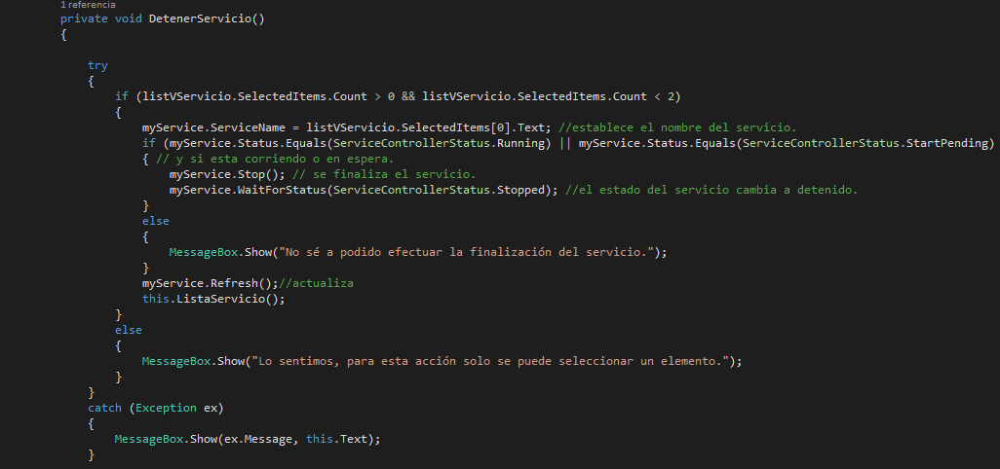 1 referencia
private void DetenerServicio()
{
try
{
if (listVServicio.SelectedItems.Count > 0 && listVServicio.SelectedItems.Count < 2)
{
myService.ServiceName = listVServicio.SelectedItems[0].Text; //establece el nombre del servicio.
if (myService.Status.Equals(ServiceControllerStatus.Running) || myService.Status.Equals(ServiceControllerStatus.StartPending)
{ // y si esta corriendo o en espera.
myService.Stop(); // se finaliza el servicio.
myService.WaitForStatus(ServiceControllerStatus.Stopped); //el estado del servicio cambia a detenido.
}
else
{
MessageBox.Show("No sé a podido efectuar la finalización del servicio.");
}
myService.Refresh();//actualiza
this.ListaServicio();
}
else
{
MessageBox.Show("Lo sentimos, para esta acción solo se puede seleccionar un elemento.");
}
}
catch (Exception ex)
{
MessageBox.Show(ex.Message, this.Text);
}